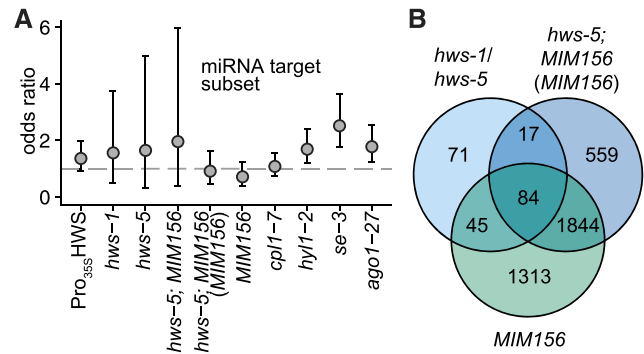 A
B
6
4
2
0
odds ratio
miRNA target
subset
Pro35SHWS
hws−1
hws−5
hws−5; MIM156
hws−5; MIM156
(MIM156)
MIM156
cpl1−7
hyl1−2
se−3
ago1−27
hws-1/
hws-5
hws-5;
MIM156
(MIM156)
71
17
559
84
45
1844
1313
MIM156